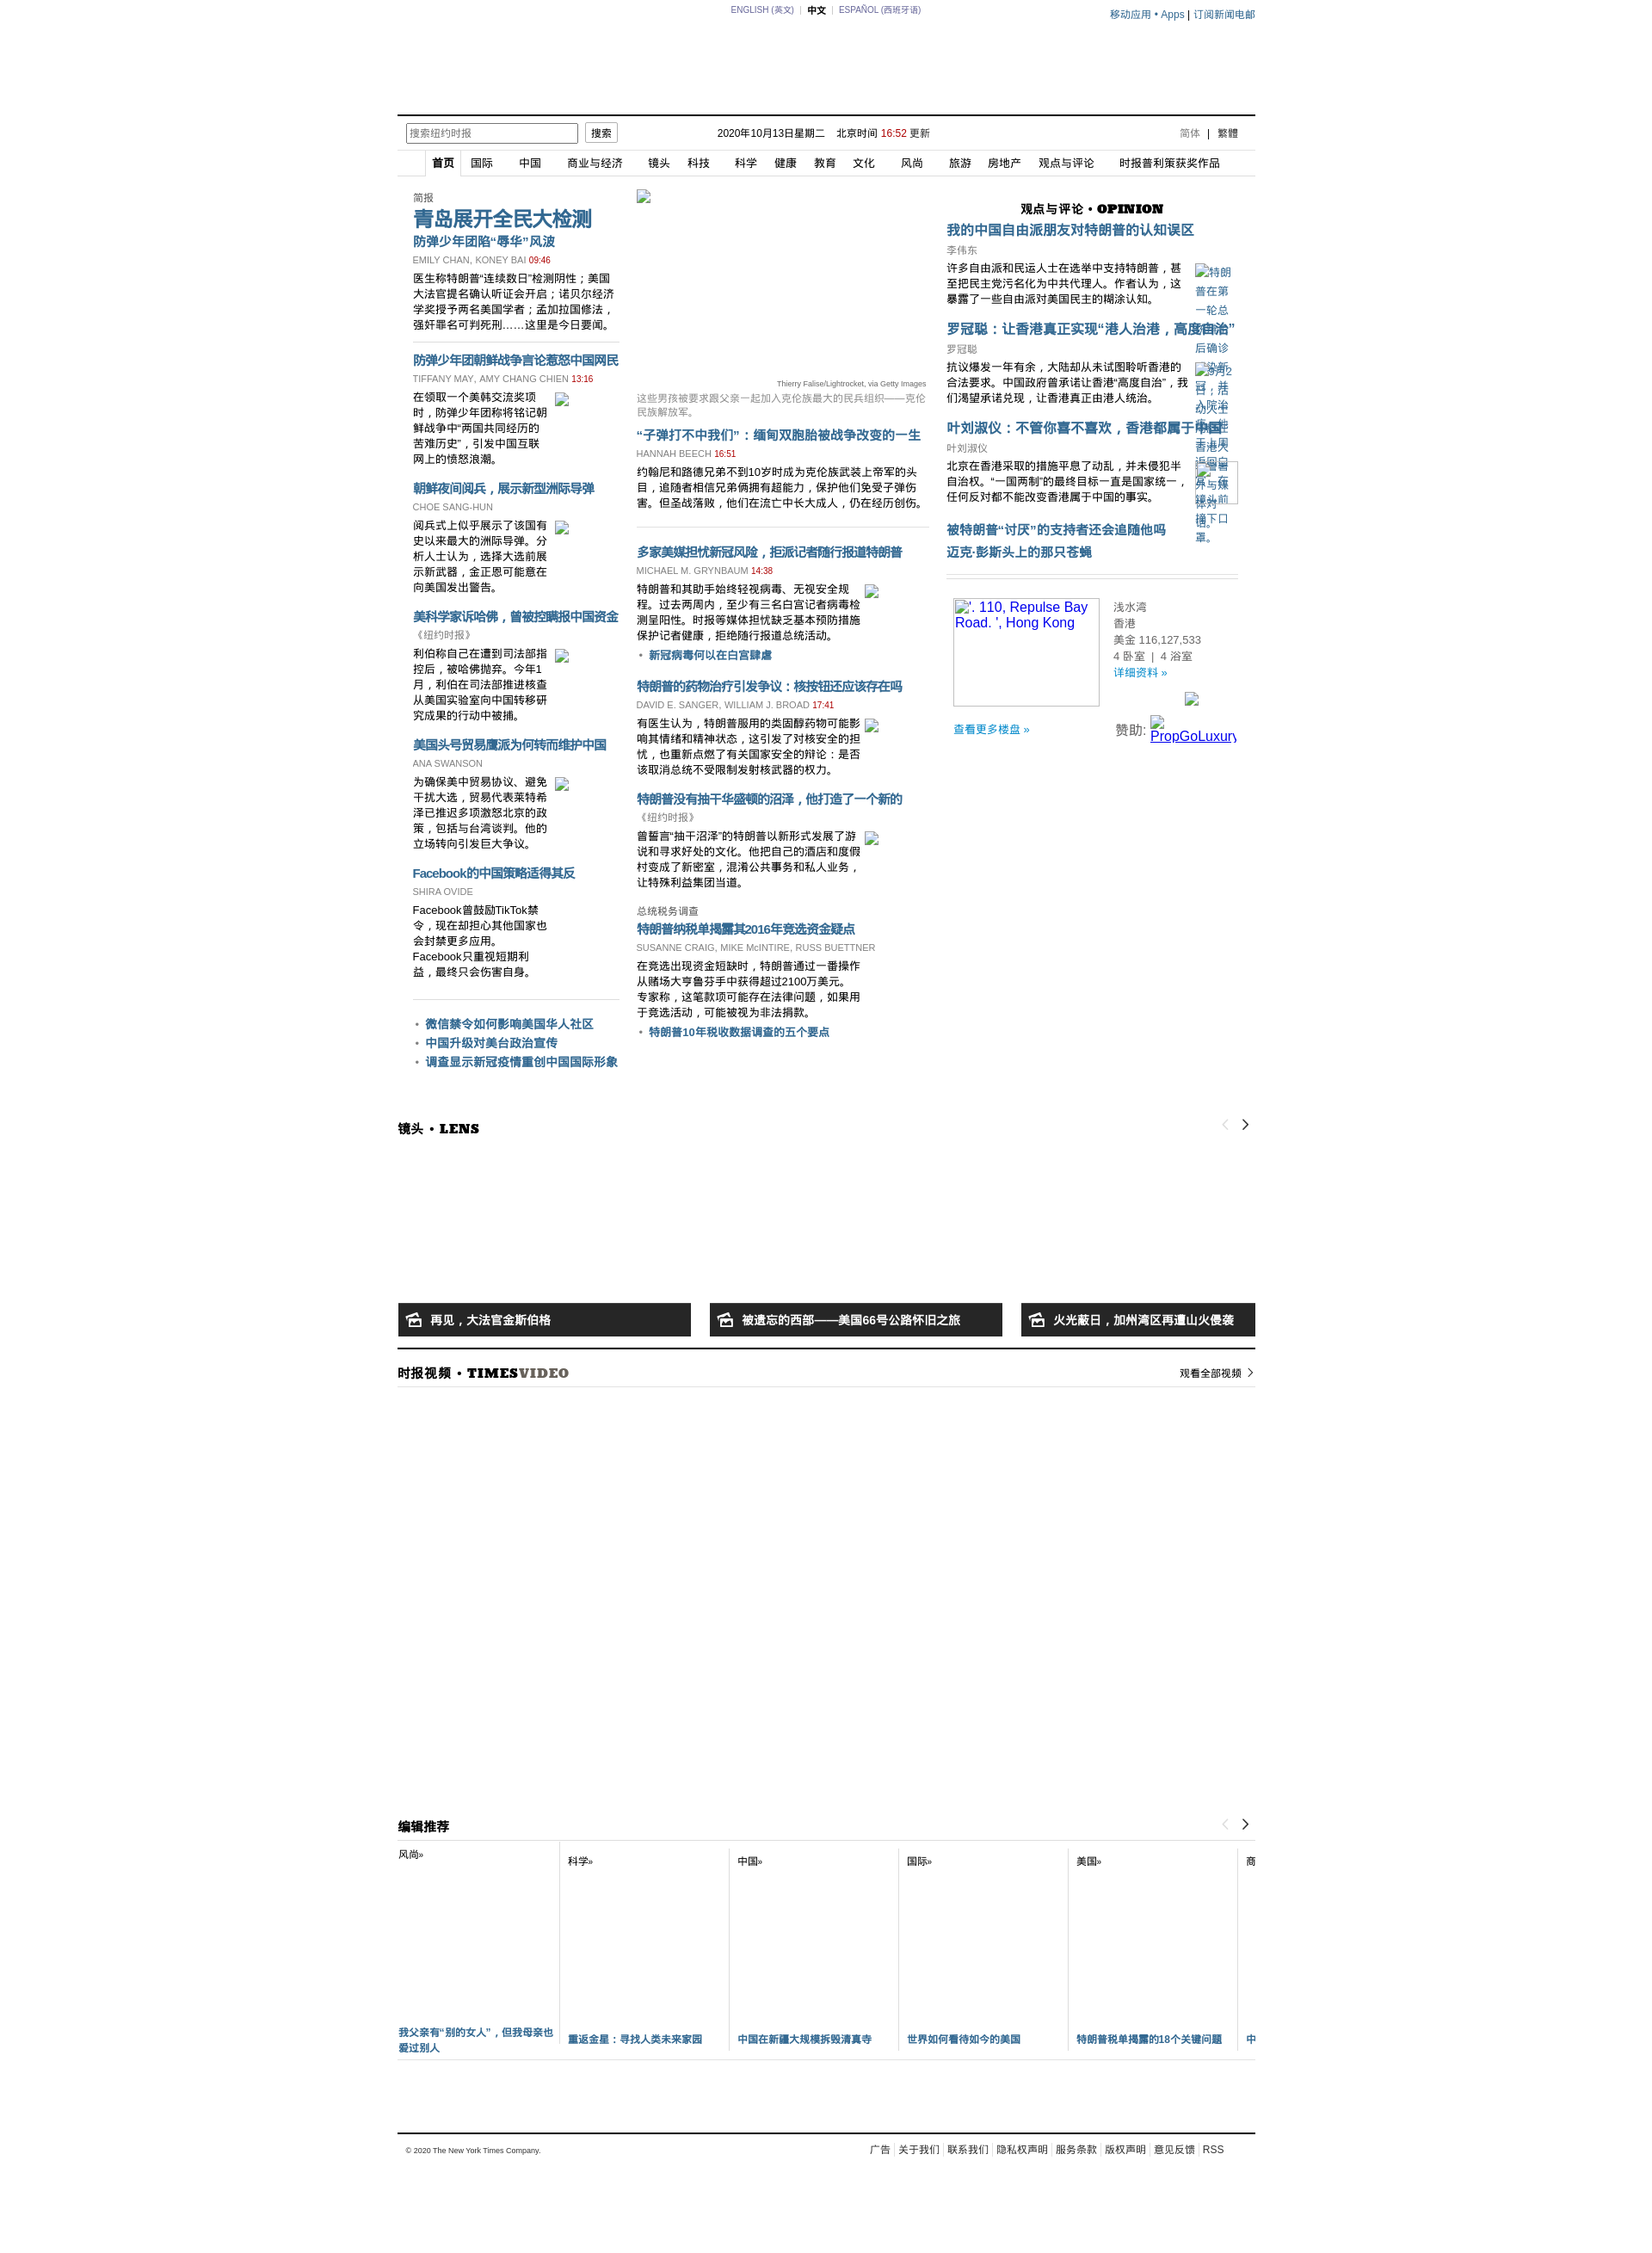 ENGLISH (英文) | 中文 | ESPAÑOL (西班牙语)
移动应用 • Apps | 订阅新闻电邮
搜索纽约时报 搜索 2020年10月13日星期二 北京时间 16:52 更新 简体 | 繁體
首页 国际 中国 商业与经济 镜头 科技 科学 健康 教育 文化 风尚 旅游 房地产 观点与评论 时报普利策获奖作品
简报
青岛展开全民大检测
防弹少年团陷“辱华”风波
EMILY CHAN, KONEY BAI 09:46
医生称特朗普“连续数日”检测阴性；美国
大法官提名确认听证会开启；诺贝尔经济
学奖授予两名美国学者；孟加拉国修法，
强奸罪名可判死刑……这里是今日要闻。
防弹少年团朝鲜战争言论惹怒中国网民
TIFFANY MAY, AMY CHANG CHIEN 13:16
在领取一个美韩交流奖项
时，防弹少年团称将铭记朝
鲜战争中“两国共同经历的
苦难历史”，引发中国互联
网上的愤怒浪潮。
朝鲜夜间阅兵，展示新型洲际导弹
CHOE SANG-HUN
阅兵式上似乎展示了该国有
史以来最大的洲际导弹。分
析人士认为，选择大选前展
示新武器，金正恩可能意在
向美国发出警告。
美科学家诉哈佛，曾被控瞒报中国资金
《纽约时报》
利伯称自己在遭到司法部指
控后，被哈佛抛弃。今年1
月，利伯在司法部推进核查
从美国实验室向中国转移研
究成果的行动中被捕。
美国头号贸易鹰派为何转而维护中国
ANA SWANSON
为确保美中贸易协议、避免
干扰大选，贸易代表莱特希
泽已推迟多项激怒北京的政
策，包括与台湾谈判。他的
立场转向引发巨大争议。
Facebook的中国策略适得其反
SHIRA OVIDE
Facebook曾鼓励TikTok禁
令，现在却担心其他国家也
会封禁更多应用。
Facebook只重视短期利
益，最终只会伤害自身。
• 微信禁令如何影响美国华人社区
• 中国升级对美台政治宣传
• 调查显示新冠疫情重创中国国际形象
Thierry Falise/Lightrocket, via Getty Images
这些男孩被要求跟父亲一起加入克伦族最大的民兵组织——克伦
民族解放军。
“子弹打不中我们”：缅甸双胞胎被战争改变的一生
HANNAH BEECH 16:51
约翰尼和路德兄弟不到10岁时成为克伦族武装上帝军的头
目，追随者相信兄弟俩拥有超能力，保护他们免受子弹伤
害。但圣战落败，他们在流亡中长大成人，仍在经历创伤。
多家美媒担忧新冠风险，拒派记者随行报道特朗普
MICHAEL M. GRYNBAUM 14:38
特朗普和其助手始终轻视病毒、无视安全规
程。过去两周内，至少有三名白宫记者病毒检
测呈阳性。时报等媒体担忧缺乏基本预防措施
保护记者健康，拒绝随行报道总统活动。
• 新冠病毒何以在白宫肆虐
特朗普的药物治疗引发争议：核按钮还应该存在吗
DAVID E. SANGER, WILLIAM J. BROAD 17:41
有医生认为，特朗普服用的类固醇药物可能影
响其情绪和精神状态，这引发了对核安全的担
忧，也重新点燃了有关国家安全的辩论：是否
该取消总统不受限制发射核武器的权力。
特朗普没有抽干华盛顿的沼泽，他打造了一个新的
《纽约时报》
曾誓言“抽干沼泽”的特朗普以新形式发展了游
说和寻求好处的文化。他把自己的酒店和度假
村变成了新密室，混淆公共事务和私人业务，
让特殊利益集团当道。
总统税务调查
特朗普纳税单揭露其2016年竞选资金疑点
SUSANNE CRAIG, MIKE McINTIRE, RUSS BUETTNER
在竞选出现资金短缺时，特朗普通过一番操作
从赌场大亨鲁芬手中获得超过2100万美元。
专家称，这笔款项可能存在法律问题，如果用
于竞选活动，可能被视为非法捐款。
• 特朗普10年税收数据调查的五个要点
观点与评论 • OPINION
我的中国自由派朋友对特朗普的认知误区
李伟东
许多自由派和民运人士在选举中支持特朗普，甚
至把民主党污名化为中共代理人。作者认为，这
暴露了一些自由派对美国民主的糊涂认知。
特朗
普在第
一轮总
罗冠聪：让香港真正实现“港人治港，高度自治”
后确诊
罗冠聪
抗议爆发一年有余，大陆却从未试图聆听香港的
合法要求。中国政府曾承诺让香港“高度自治”，我
们渴望承诺兑现，让香港真正由港人统治。
叶刘淑仪：不管你喜不喜欢，香港都属于中国
叶刘淑仪
北京在香港采取的措施平息了动乱，并未侵犯半
自治权。“一国两制”的最终目标一直是国家统一，
任何反对都不能改变香港属于中国的事实。
被特朗普“讨厌”的支持者还会追随他吗
罩。
迈克·彭斯头上的那只苍蝇
'. 110, Repulse Bay
Road. ', Hong Kong
浅水湾
香港
美金 116,127,533
4 卧室 | 4 浴室
详细资料 »
查看更多楼盘 »
赞助: PropGoLuxury
镜头 • LENS
再见，大法官金斯伯格
被遗忘的西部——美国66号公路怀旧之旅
火光蔽日，加州湾区再遭山火侵袭
时报视频 • TIMESVIDEO
观看全部视频
编辑推荐
风尚»
科学»
中国»
国际»
美国»
商
我父亲有“别的女人”，但我母亲也
爱过别人
重返金星：寻找人类未来家园
中国在新疆大规模拆毁清真寺
世界如何看待如今的美国
特朗普税单揭露的18个关键问题
中
© 2020 The New York Times Company.
广告 | 关于我们 | 联系我们 | 隐私权声明 | 服务条款 | 版权声明 | 意见反馈 | RSS